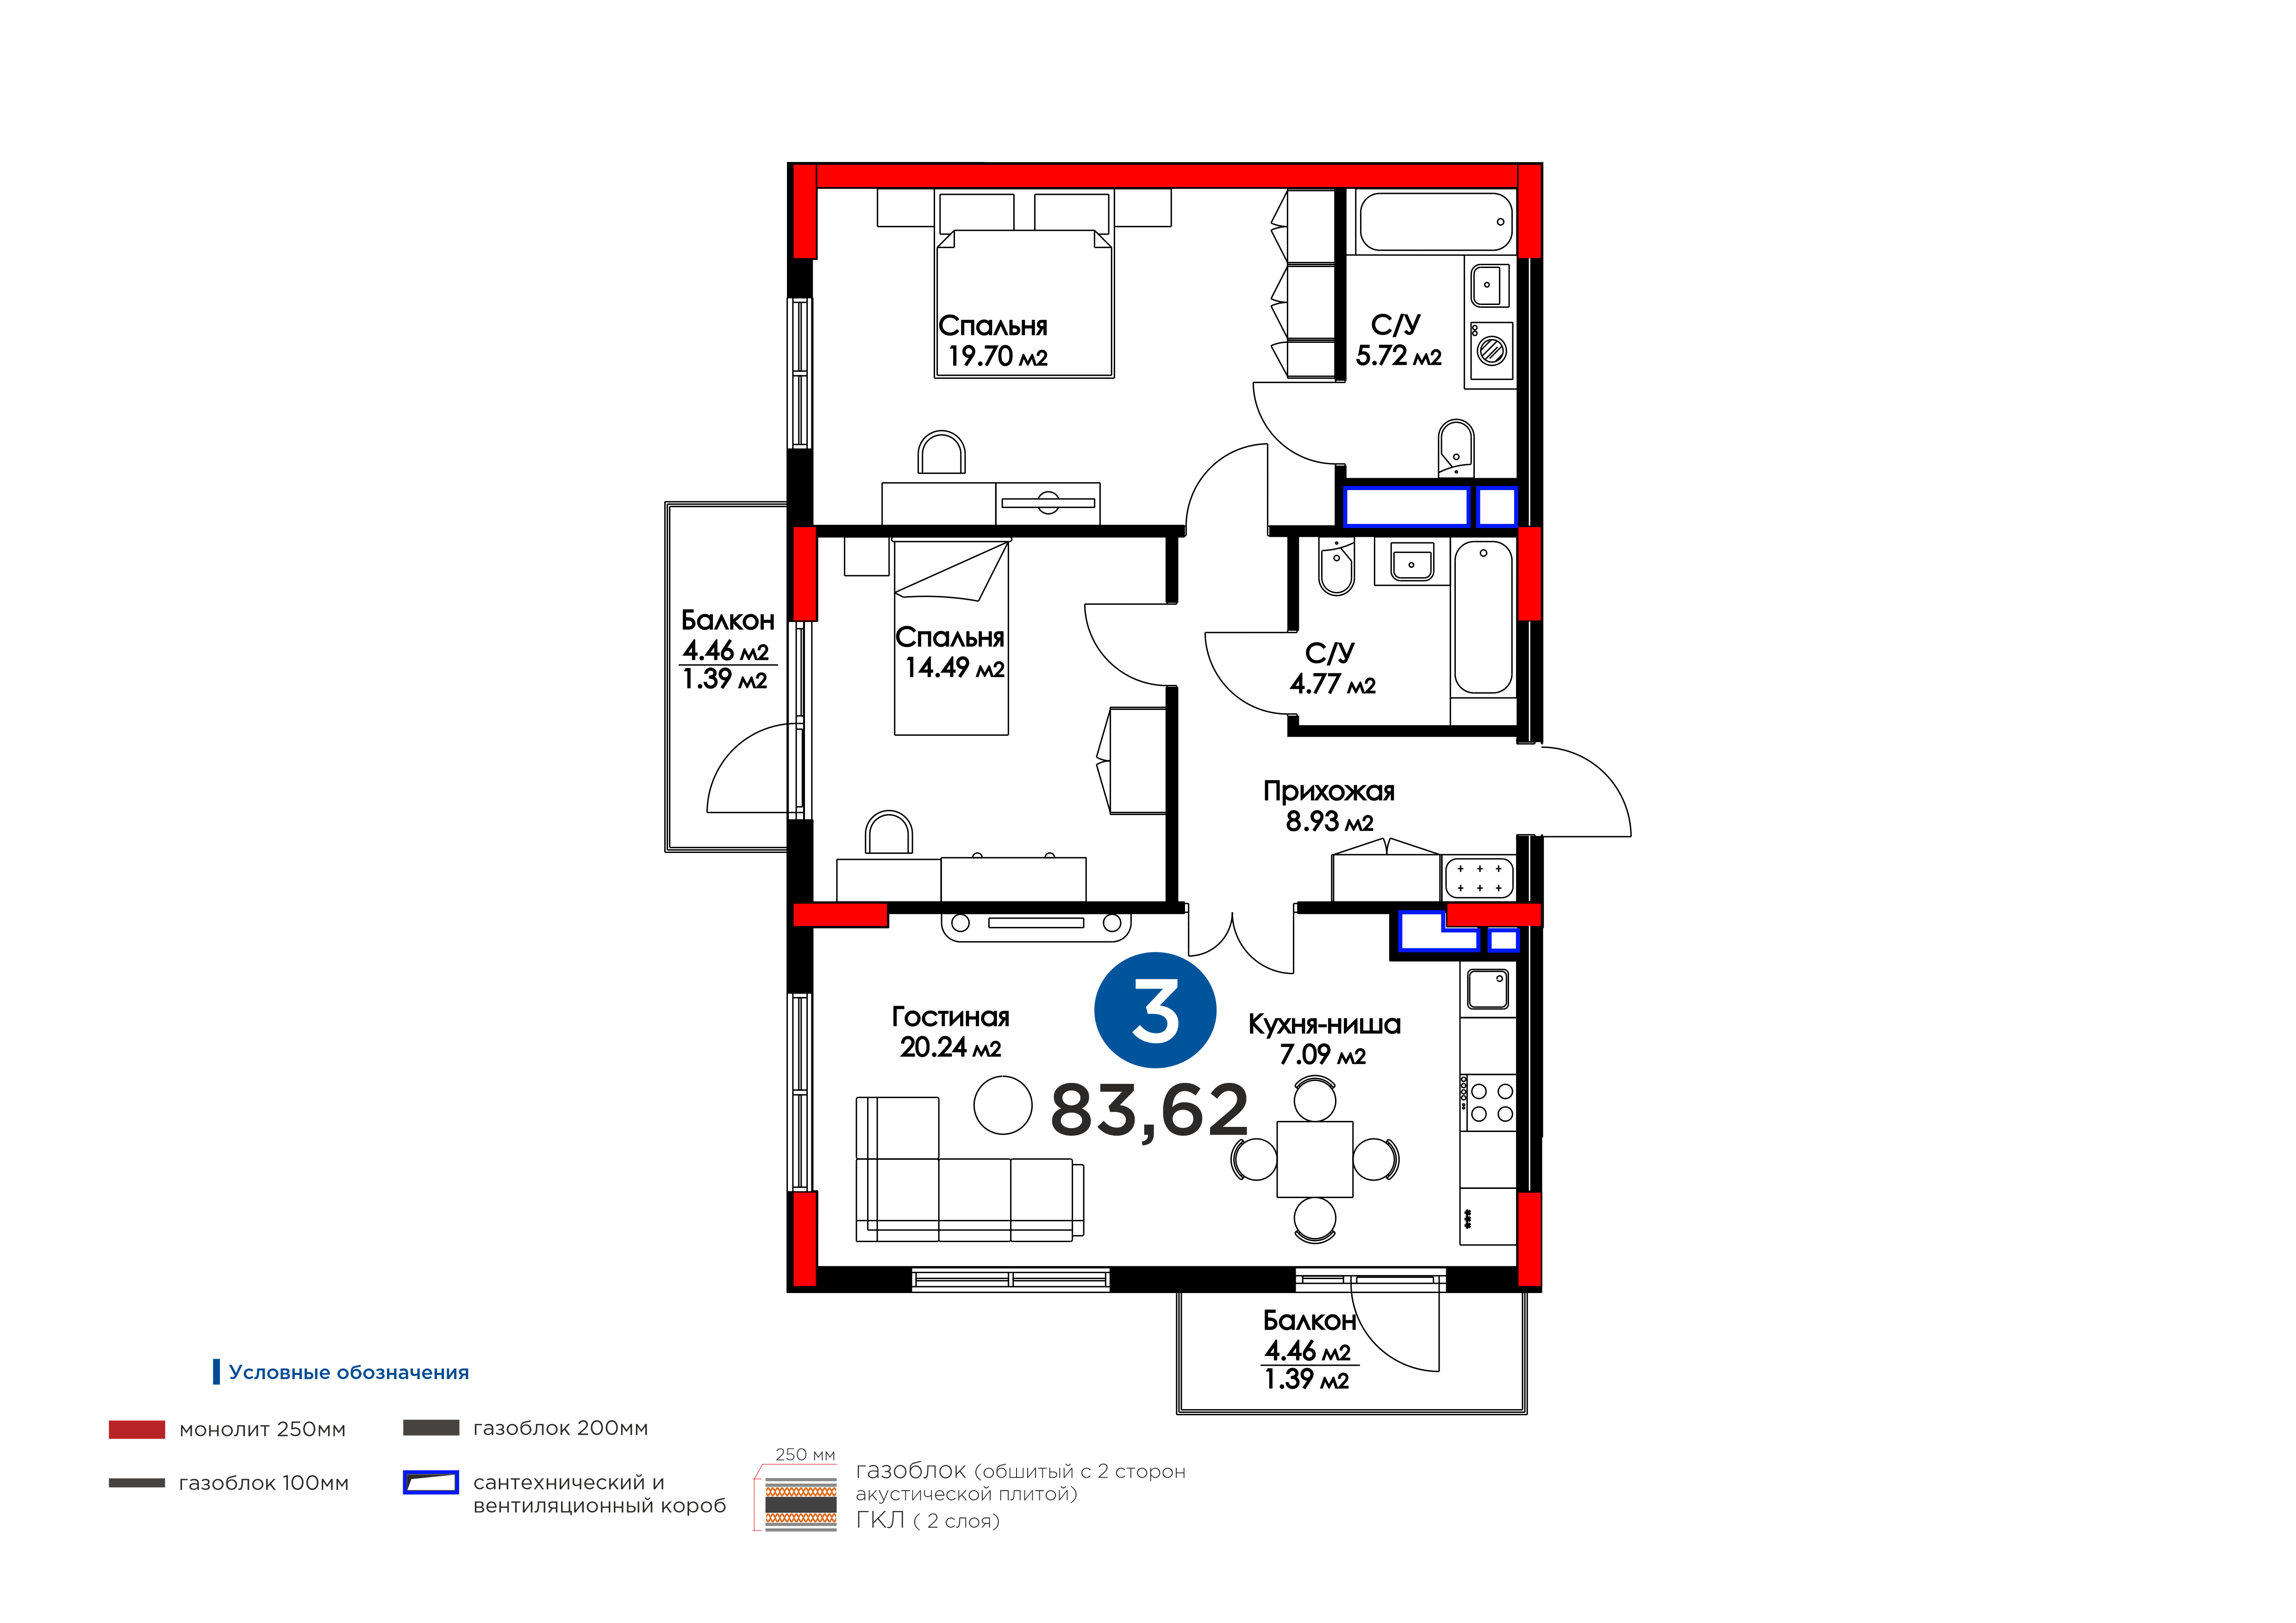 Спальня
19.70 м2
С/У
5.72 м2
Балкон
4.46 м2
1.39 м2
Спальня
14.49 м2
С/У
4.77 м2
Прихожая
8.93 м2
Гостиная
20.24 м2
3
83,62
Кухня-ниша
7.09 м2
Балкон
4.46 м2
1.39 м2
Условные обозначения
монолит 250мм
газоблок 200мм
газоблок 100мм
сантехнический и
вентиляционный короб
250 мм
газоблок (обшитый с 2 сторон
акустической плитой)
ГКЛ ( 2 слоя)